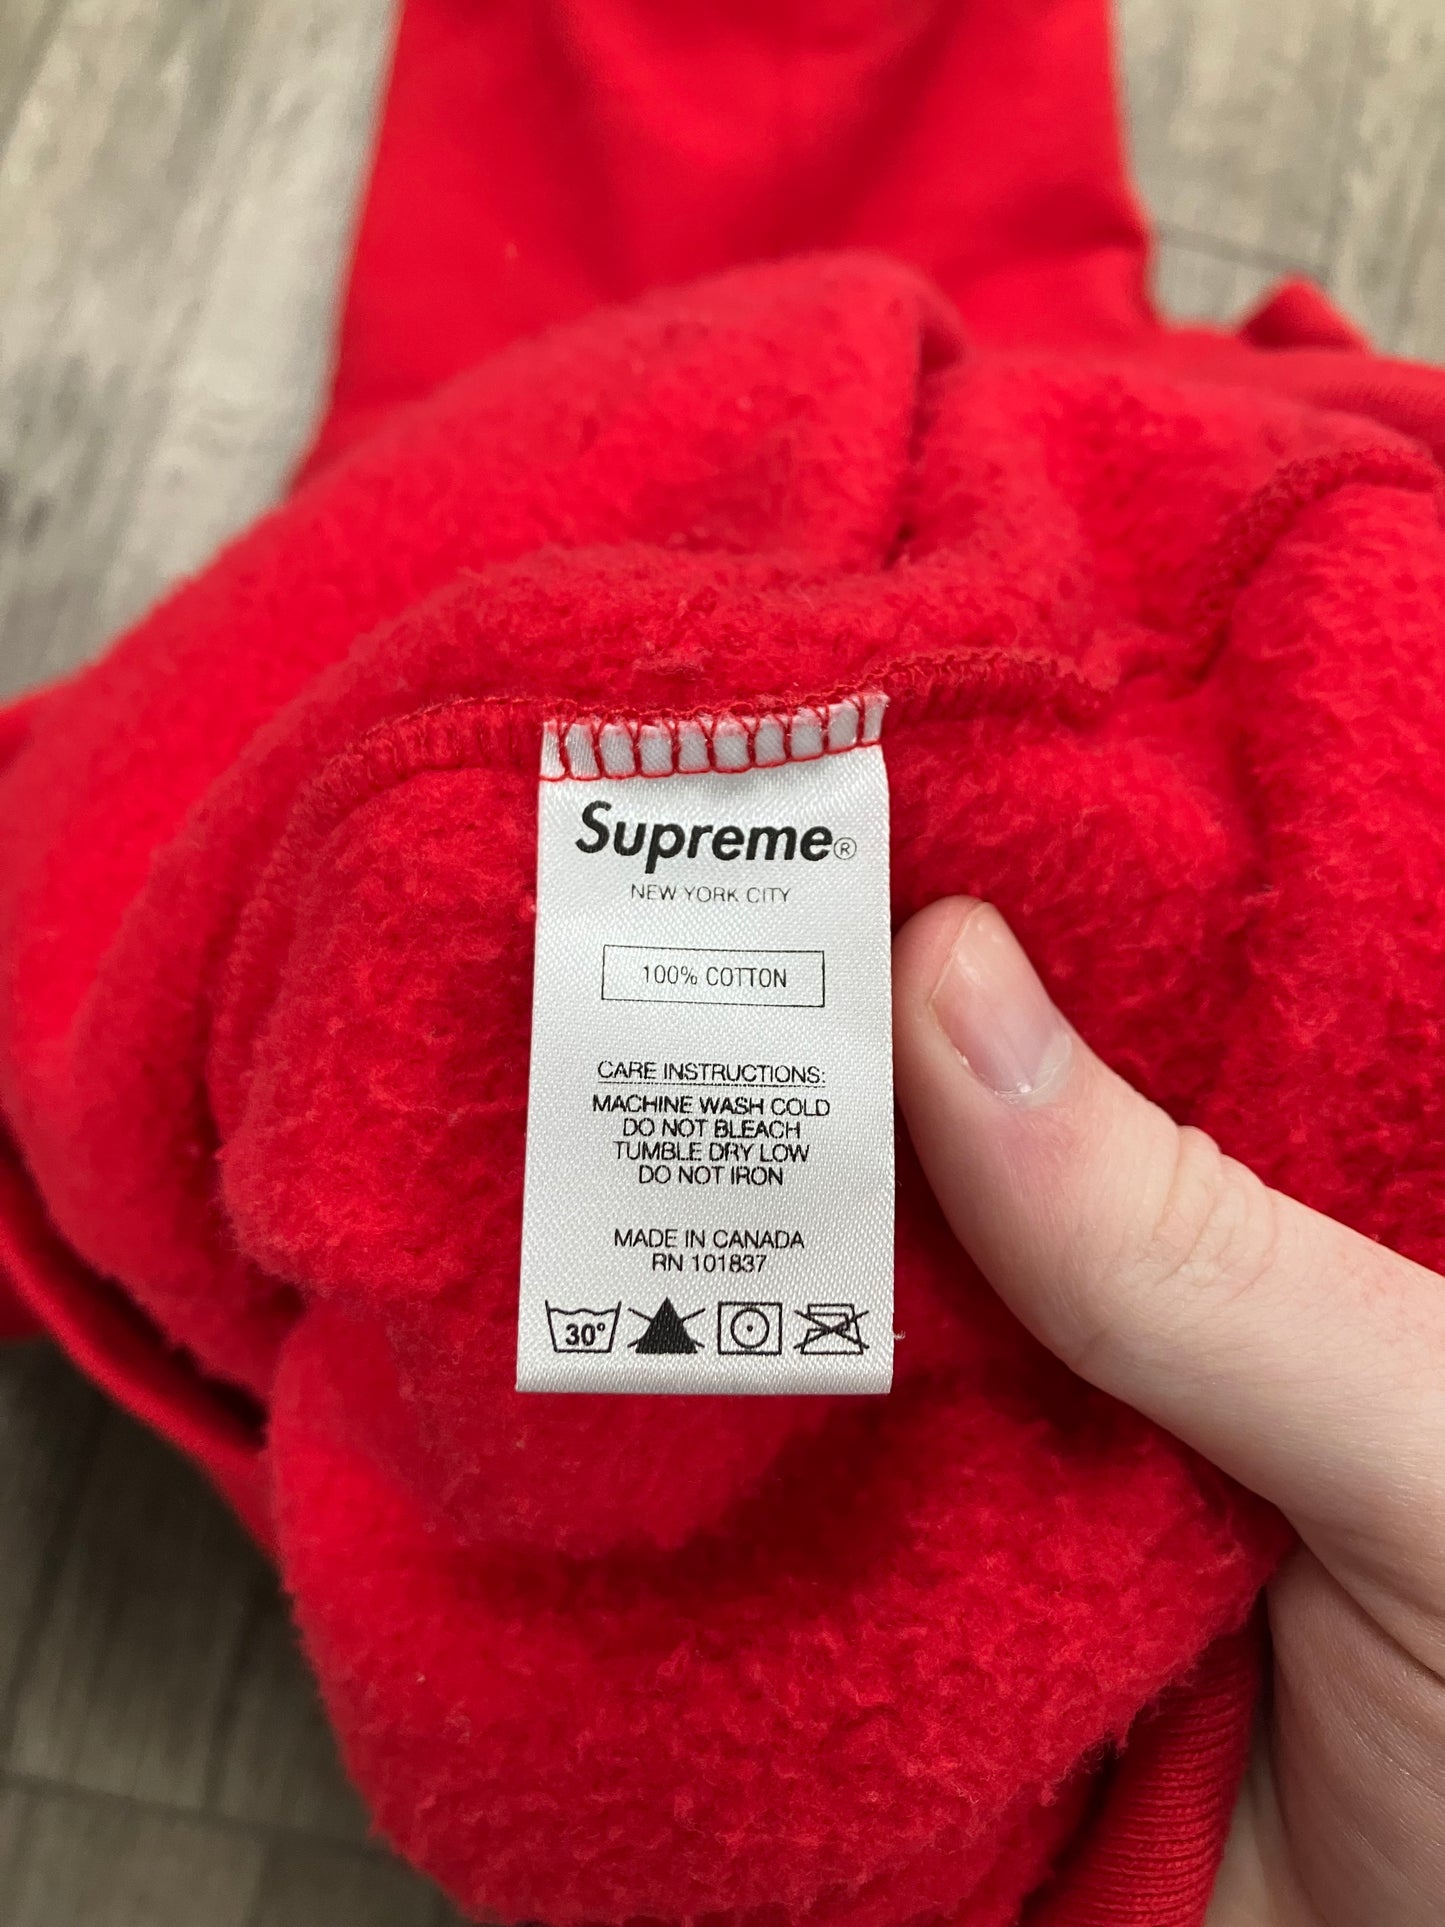 Supreme®
NEW YORK CITY
100% COTTON
CARE INSTRUCTIONS:
MACHINE WASH COLD
DO NOT BLEACH
TUMBLE DRY LOW
DO NOT IRON
MADE IN CANADA
RN 101837
30°